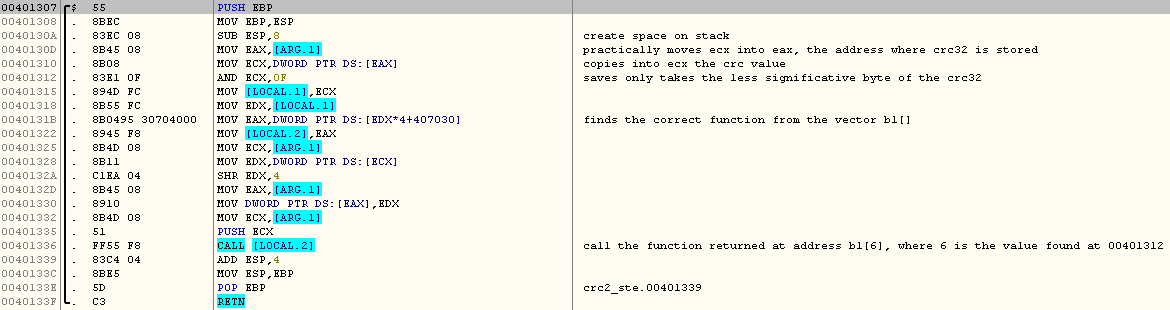 00401307 $ 55 PUSH EBP
00401308 . 8BEC MOV EBP,ESP
0040130A . 83EC 08 SUB ESP,8 create space on stack
0040130D . 8B45 08 MOV EAX,[ARG.1] practically moves ecx into eax, the address where crc32 is stored
00401310 . 8B08 MOV ECX,DWORD PTR DS:[EAX] copies into ecx the crc value
00401312 . 83E1 0F AND ECX,0F saves only takes the less significative byte of the crc32
00401315 . 894D FC MOV [LOCAL.1],ECX
00401318 . 8B55 FC MOV EDX,[LOCAL.1]
0040131B . 8B0495 30704000 MOV EAX,DWORD PTR DS:[EDX*4+407030] finds the correct function from the vector b1[]
00401322 . 8945 F8 MOV [LOCAL.2],EAX
00401325 . 8B4D 08 MOV ECX,[ARG.1]
00401328 . 8B11 MOV EDX,DWORD PTR DS:[ECX]
0040132A . C1EA 04 SHR EDX,4
0040132D . 8B45 08 MOV EAX,[ARG.1]
00401330 . 8910 MOV DWORD PTR DS:[EAX],EDX
00401332 . 8B4D 08 MOV ECX,[ARG.1]
00401335 . 51 PUSH ECX
00401336 . FF55 F8 CALL [LOCAL.2] call the function returned at address b1[6], where 6 is the value found at 00401312
00401339 . 83C4 04 ADD ESP,4
0040133C . 8BE5 MOV ESP,EBP
0040133E . 5D POP EBP crc2_ste.00401339
0040133F . C3 RETN